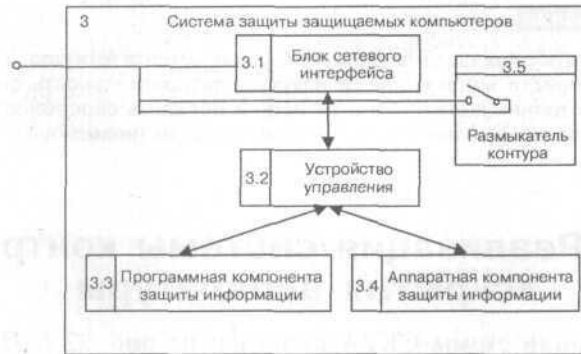 3
Система защиты защищаемых компьютеров
3.1
Блок сетевого
интерфейса
3.5
Размыкатель
контура
3.2
Устройство
управления
3.3
Программная компонента
защиты информации
3.4
Аппаратная компонента
защиты информации